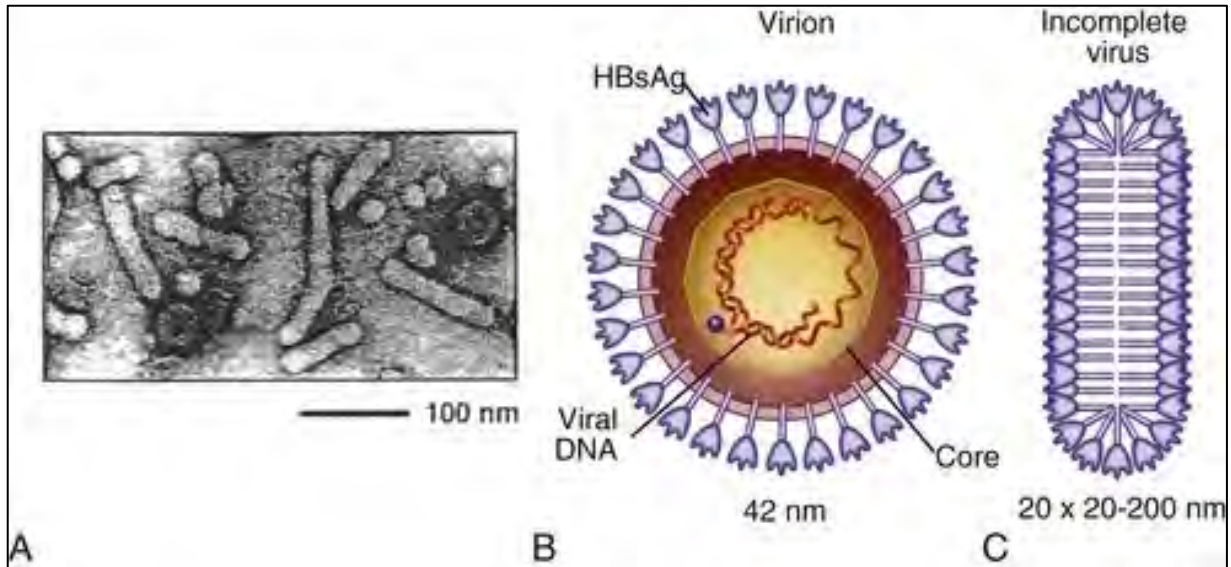 Virion
Incomplete
virus
HBsAg
100 nm
Viral
DNA
Core
42 nm
20 x 20-200 nm
A
B
C